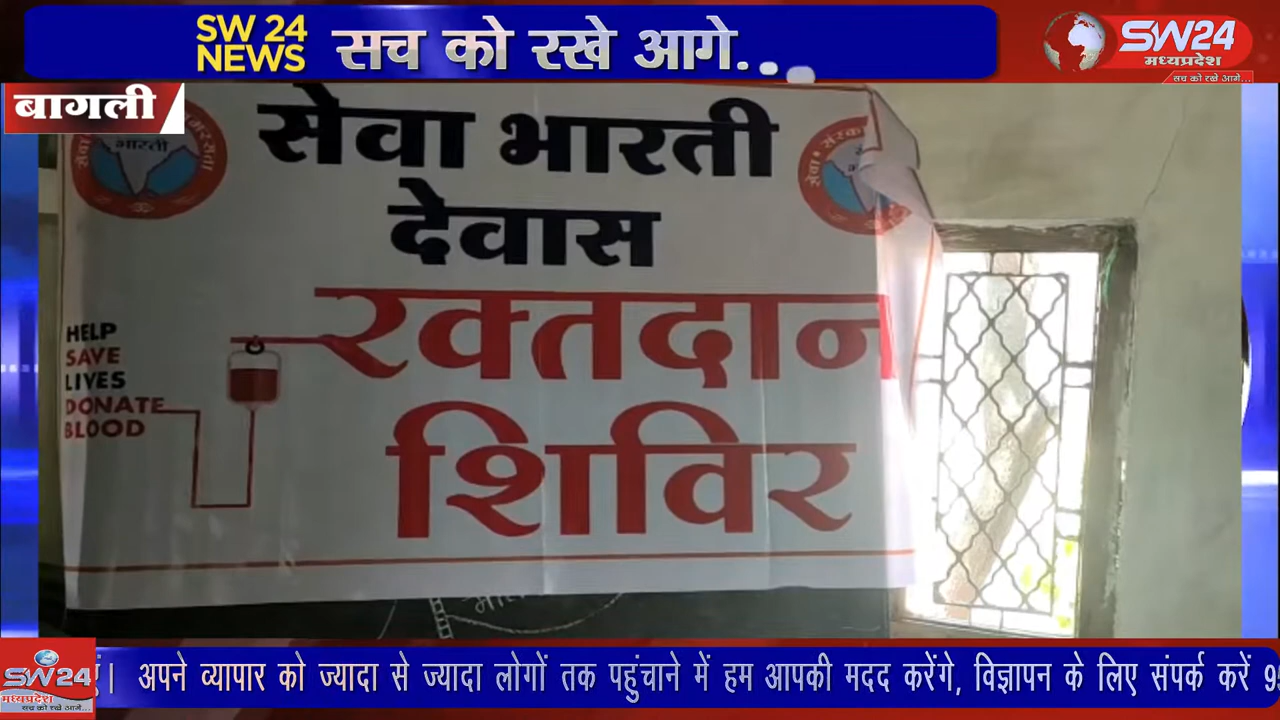 SW 24
NEWS
सच को रखे आगे...
SW24
मध्यप्रदेश
सच को रखे आगे...
बागली
भारती
सेवा भारती
देवास
रक्तदान
शिविर
HELP
SAVE
LIVES
DONATE
BLOOD
SW24
मध्यप्रदेश
सच को रखे आगे...
अपने व्यापार को ज्यादा से ज्यादा लोगों तक पहुंचाने में हम आपकी मदद करेंगे, विज्ञापन के लिए संपर्क करें